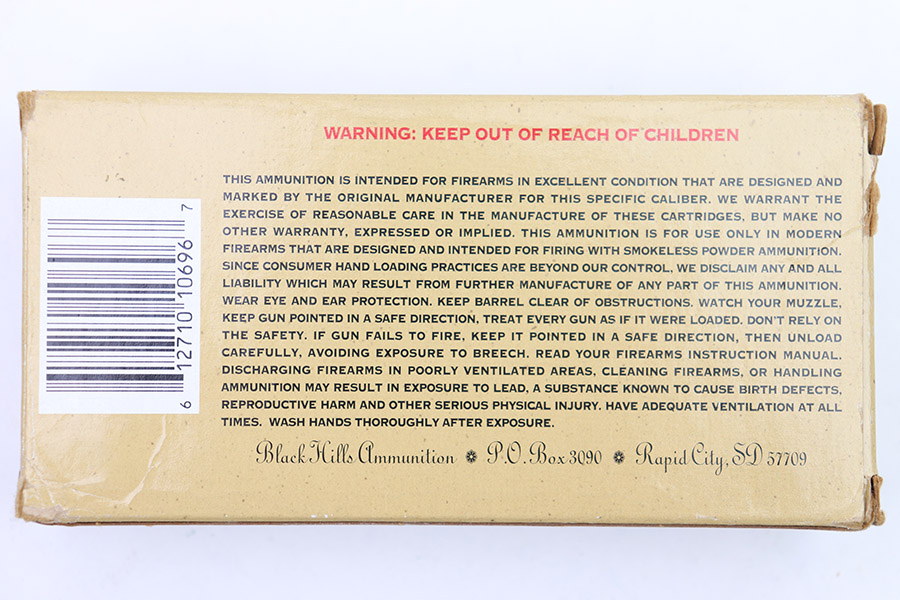 WARNING: KEEP OUT OF REACH OF CHILDREN
THIS AMMUNITION IS INTENDED FOR FIREARMS IN EXCELLENT CONDITION THAT ARE DESIGNED AND
MARKED BY THE ORIGINAL MANUFACTURER FOR THIS SPECIFIC CALIBER. WE WARRANT THE
EXERCISE OF REASONABLE CARE IN THE MANUFACTURE OF THESE CARTRIDGES, BUT MAKE NO
OTHER WARRANTY, EXPRESSED OR IMPLIED. THIS AMMUNITION IS FOR USE ONLY IN MODERN
FIREARMS THAT ARE DESIGNED AND INTENDED FOR FIRING WITH SMOKELESS POWDER AMMUNITION.
SINCE CONSUMER HAND LOADING PRACTICES ARE BEYOND OUR CONTROL, WE DISCLAIM ANY AND ALL
LIABILITY WHICH MAY RESULT FROM FURTHER MANUFACTURE OF ANY PART OF THIS AMMUNITION.
WEAR EYE AND EAR PROTECTION. KEEP BARREL CLEAR OF OBSTRUCTIONS. WATCH YOUR MUZZLE,
KEEP GUN POINTED IN A SAFE DIRECTION, TREAT EVERY GUN AS IF IT WERE LOADED. DON'T RELY ON
THE SAFETY. IF GUN FAILS TO FIRE, KEEP IT POINTED IN A SAFE DIRECTION, THEN UNLOAD
CAREFULLY, AVOIDING EXPOSURE TO BREECH. READ YOUR FIREARMS INSTRUCTION MANUAL.
DISCHARGING FIREARMS IN POORLY VENTILATED AREAS, CLEANING FIREARMS, OR HANDLING
AMMUNITION MAY RESULT IN EXPOSURE TO LEAD, A SUBSTANCE KNOWN TO CAUSE BIRTH DEFECTS,
REPRODUCTIVE HARM AND OTHER SERIOUS PHYSICAL INJURY. HAVE ADEQUATE VENTILATION AT ALL
TIMES. WASH HANDS THOROUGHLY AFTER EXPOSURE.
Black Hills Ammunition ❋ P.O. Box 3090 ❋ Rapid City, SD 57709
6 12710 10696 7